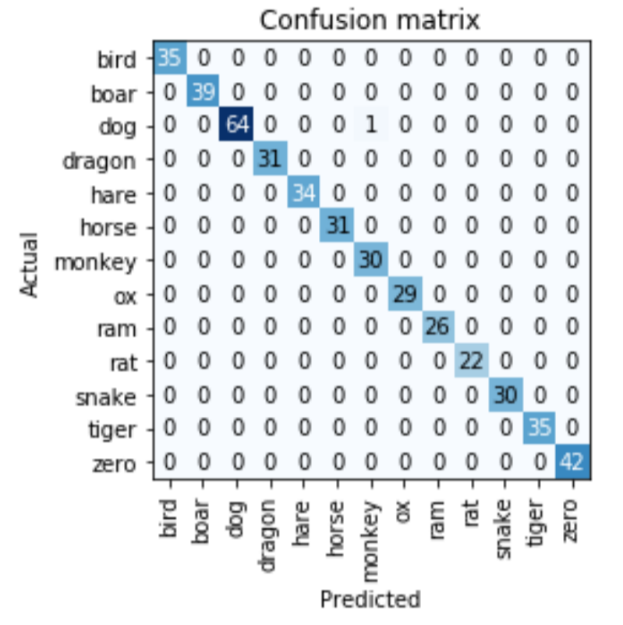 Confusion matrix
bird 35 0 0 0 0 0 0 0 0 0 0 0 0
boar 0 39 0 0 0 0 0 0 0 0 0 0 0
dog 0 0 64 0 0 0 1 0 0 0 0 0 0
dragon 0 0 0 31 0 0 0 0 0 0 0 0 0
hare 0 0 0 0 34 0 0 0 0 0 0 0 0
horse 0 0 0 0 0 31 0 0 0 0 0 0 0
monkey 0 0 0 0 0 0 30 0 0 0 0 0 0
ox 0 0 0 0 0 0 0 29 0 0 0 0 0
ram 0 0 0 0 0 0 0 0 26 0 0 0 0
rat 0 0 0 0 0 0 0 0 0 22 0 0 0
snake 0 0 0 0 0 0 0 0 0 0 30 0 0
tiger 0 0 0 0 0 0 0 0 0 0 0 35 0
zero 0 0 0 0 0 0 0 0 0 0 0 0 42
Actual
bird boar dog dragon hare horse monkey ox ram rat snake tiger zero
Predicted